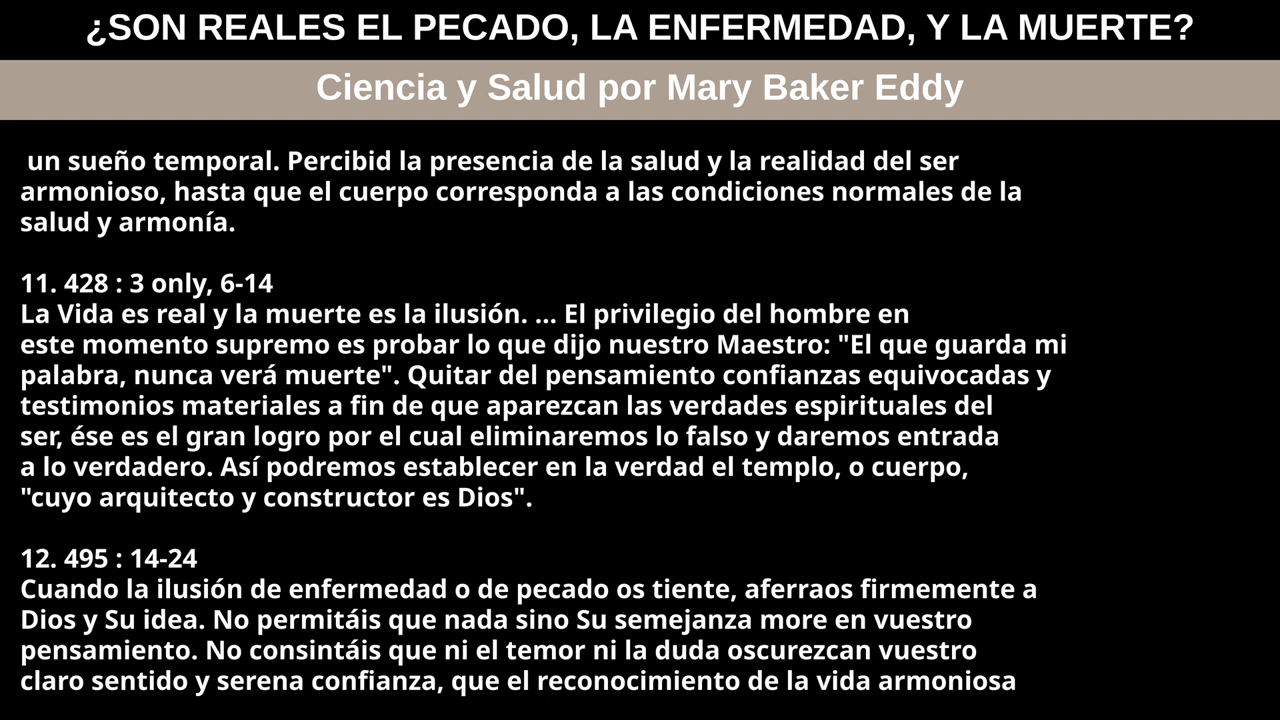 ¿SON REALES EL PECADO, LA ENFERMEDAD, Y LA MUERTE?
Ciencia y Salud por Mary Baker Eddy
un sueño temporal. Percibid la presencia de la salud y la realidad del ser
armonioso, hasta que el cuerpo corresponda a las condiciones normales de la
salud y armonía.
11. 428 : 3 only, 6-14
La Vida es real y la muerte es la ilusión. ... El privilegio del hombre en
este momento supremo es probar lo que dijo nuestro Maestro: "El que guarda mi
palabra, nunca verá muerte". Quitar del pensamiento confianzas equivocadas y
testimonios materiales a fin de que aparezcan las verdades espirituales del
ser, ése es el gran logro por el cual eliminaremos lo falso y daremos entrada
a lo verdadero. Así podremos establecer en la verdad el templo, o cuerpo,
"cuyo arquitecto y constructor es Dios".
12. 495 : 14-24
Cuando la ilusión de enfermedad o de pecado os tiente, aferraos firmemente a
Dios y Su idea. No permitáis que nada sino Su semejanza more en vuestro
pensamiento. No consintáis que ni el temor ni la duda oscurezcan vuestro
claro sentido y serena confianza, que el reconocimiento de la vida armoniosa